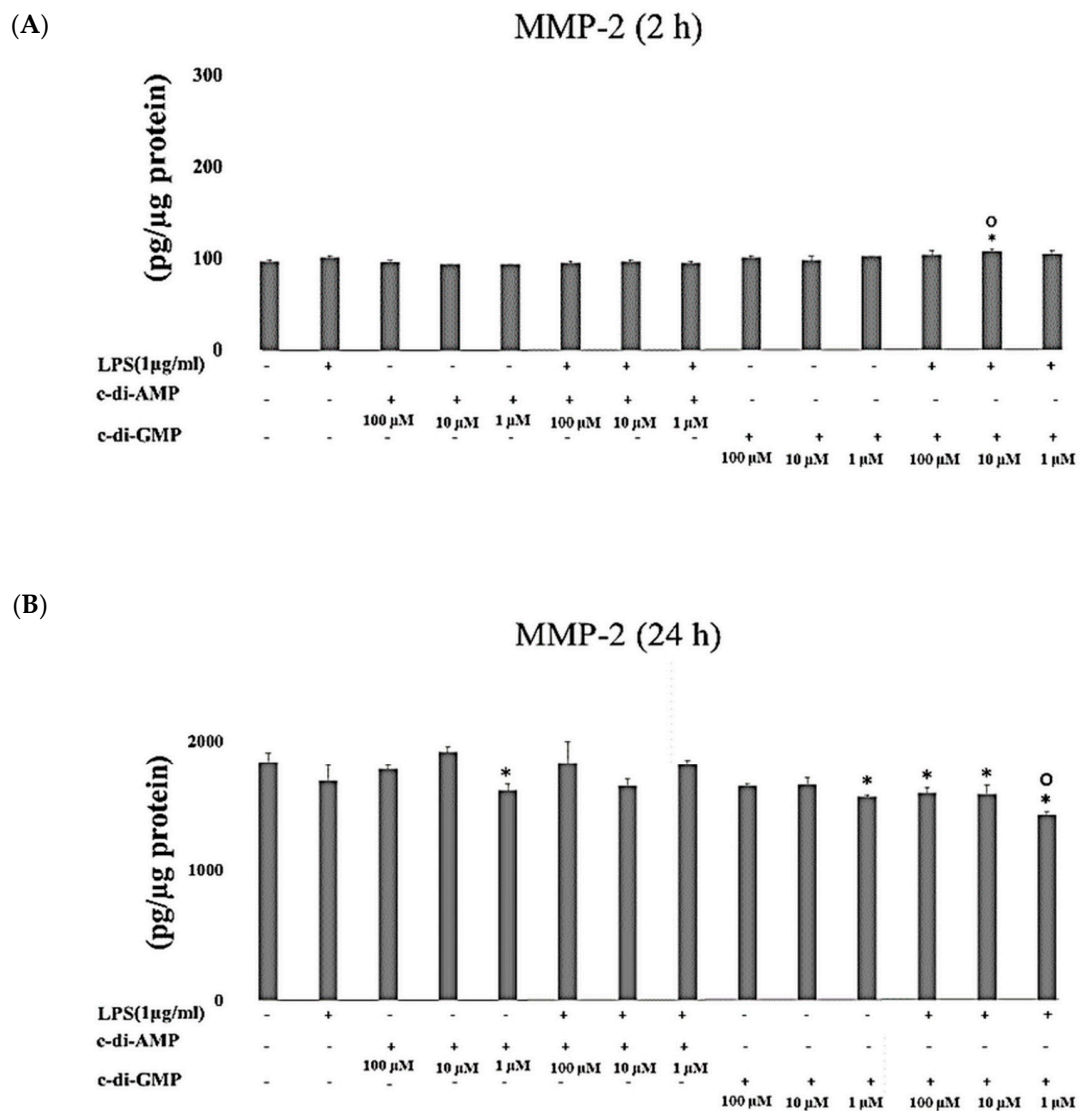 (A)
MMP-2 (2 h)
(pg/µg protein)
300
200
100
0
O
*
LPS(1µg/ml) - + - - - + + + - - - + + +
c-di-AMP - - + + + + + + - - - - - -
100 µM 10 µM 1 µM 100 µM 10 µM 1 µM
c-di-GMP - - - - - - - - + + + + + +
100 µM 10 µM 1 µM 100 µM 10 µM 1 µM
(B)
MMP-2 (24 h)
(pg/µg protein)
2000
1000
0
* * * * O
*
LPS(1µg/ml) - + - - - + + + - - - + + +
c-di-AMP - - + + + + + + - - - - - -
100 µM 10 µM 1 µM 100 µM 10 µM 1 µM
c-di-GMP - - - - - - - - + + + + + +
100 µM 10 µM 1 µM 100 µM 10 µM 1 µM